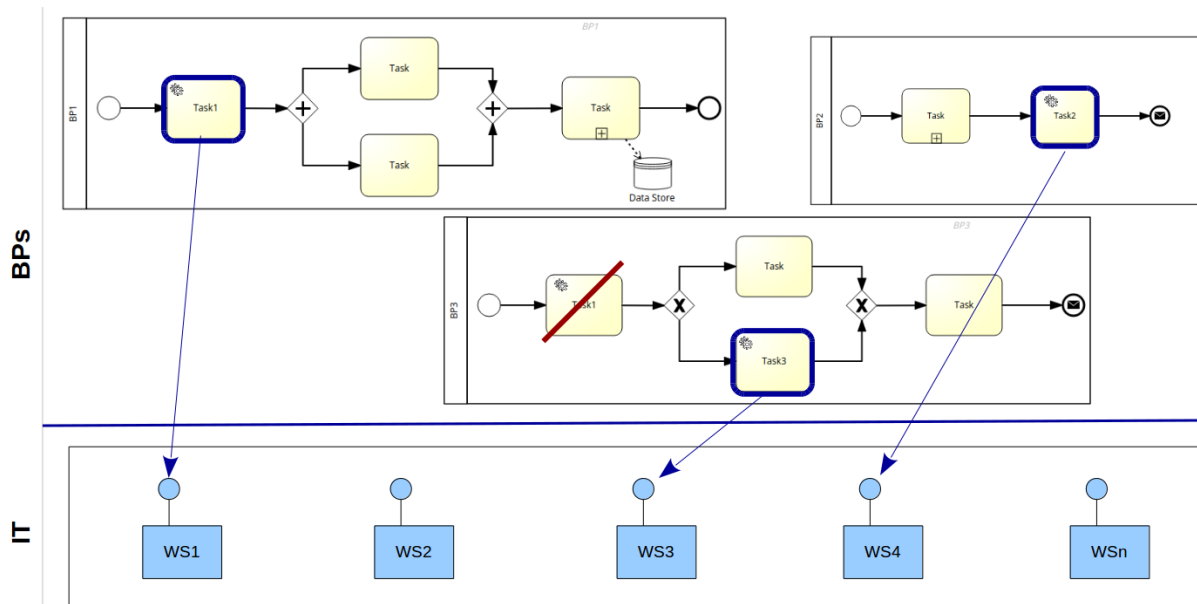 BPs
BP1
BP1
Task1
Task
Task
Task
Data Store
BP2
Task
Task2
BP3
BP3
Task1
Task
Task3
Task
IT
WS1
WS2
WS3
WS4
WSn